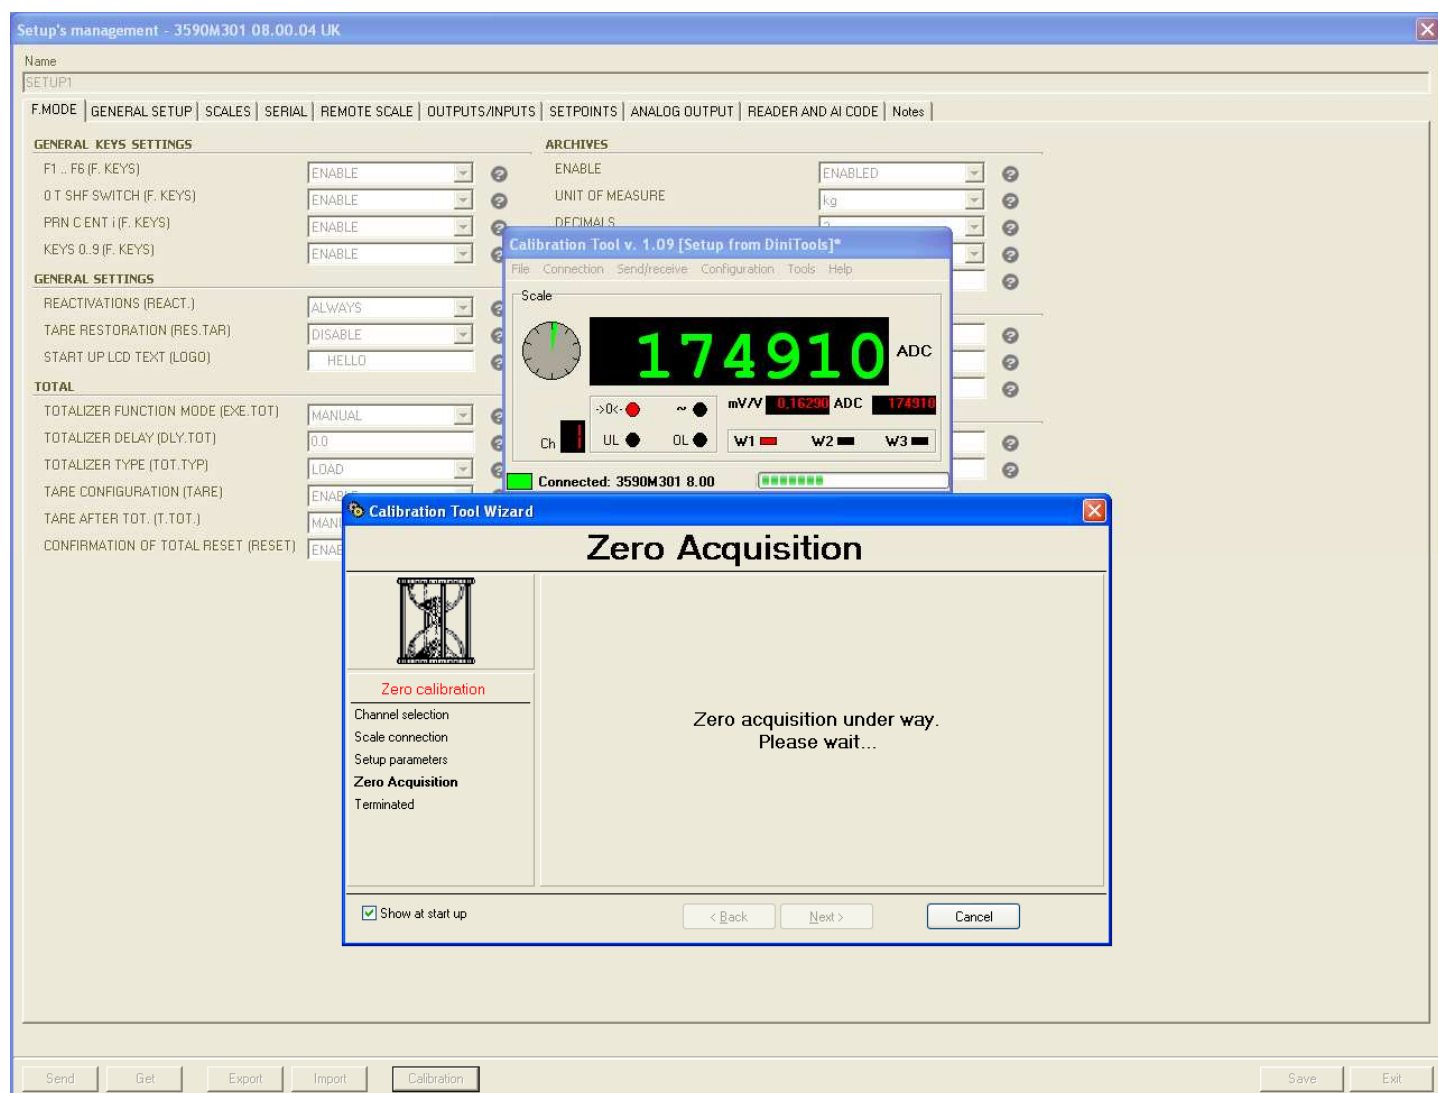 Setup's management - 3590M301 08.00.04 UK
Name
SETUP1
F.MODE GENERAL SETUP SCALES SERIAL REMOTE SCALE OUTPUTS/INPUTS SETPOINTS ANALOG OUTPUT READER AND AI CODE Notes
GENERAL KEYS SETTINGS
F1 .. F6 (F. KEYS) ENABLE
0 T SHF SWITCH (F. KEYS) ENABLE
PRN C ENT i (F. KEYS) ENABLE
KEYS 0..9 (F. KEYS) ENABLE
GENERAL SETTINGS
REACTIVATIONS (REACT.) ALWAYS
TARE RESTORATION (RES.TAR) DISABLE
START UP LCD TEXT (LOGO) HELLO
TOTAL
TOTALIZER FUNCTION MODE (EXE.TOT) MANUAL
TOTALIZER DELAY (DLY.TOT) 0.0
TOTALIZER TYPE (TOT.TYP) LOAD
TARE CONFIGURATION (TARE)
TARE AFTER TOT. (T.TOT.)
CONFIRMATION OF TOTAL RESET (RESET)
ARCHIVES
ENABLE ENABLED
UNIT OF MEASURE kg
DECIMALS
Calibration Tool v. 1.09 [Setup from DiniTools]*
File Connection Send/receive Configuration Tools Help
Scale
174910 ADC
->0<- ~ mV/V 0,16290 ADC 174910
Ch 1 UL OL W1 W2 W3
Connected: 3590M301 8.00
Calibration Tool Wizard
Zero Acquisition
Zero calibration
Channel selection
Scale connection
Setup parameters
Zero Acquisition
Terminated
Zero acquisition under way.
Please wait...
Show at start up
< Back Next > Cancel
Send Get Export Import Calibration Save Exit